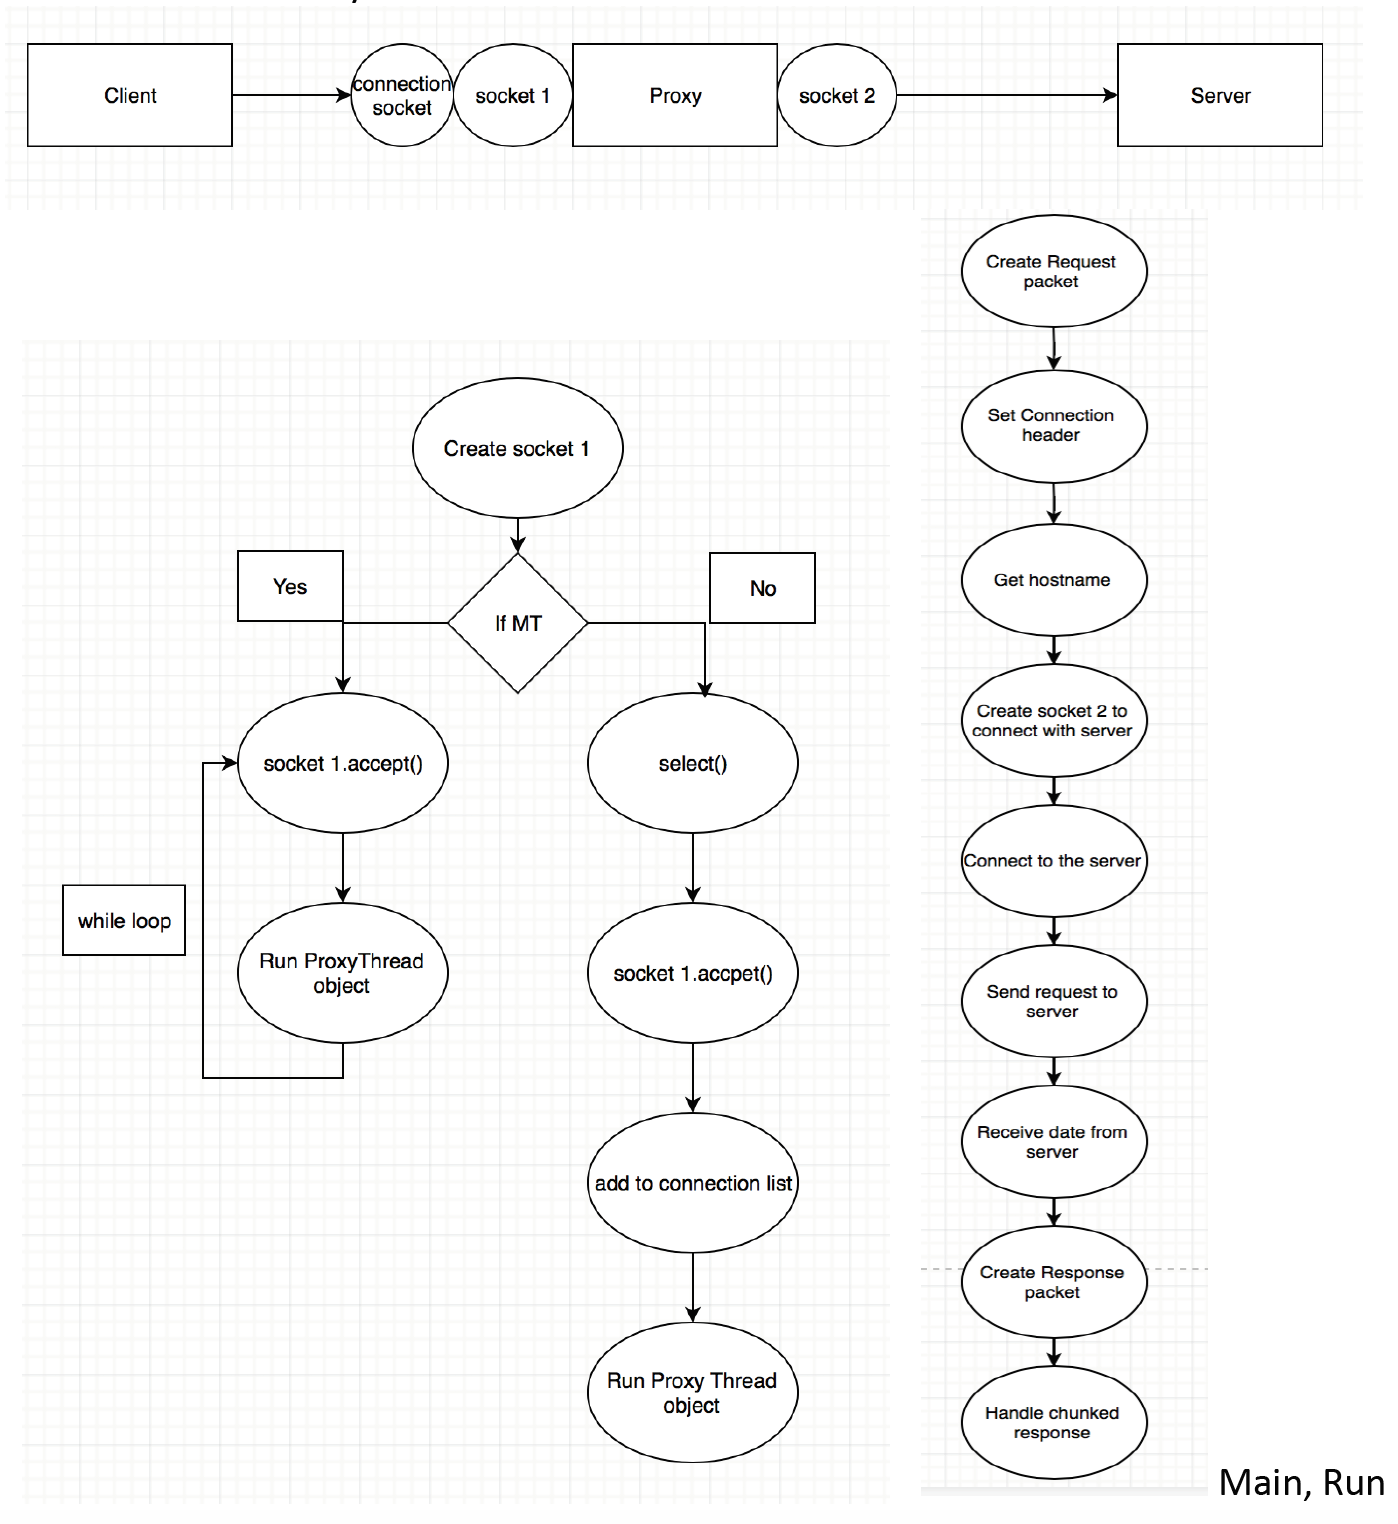 Client
connection
socket
socket 1
Proxy
socket 2
Server
Create socket 1
If MT
Yes
No
socket 1.accept()
select()
while loop
Run ProxyThread
object
socket 1.accpet()
add to connection list
Run Proxy Thread
object
Create Request
packet
Set Connection
header
Get hostname
Create socket 2 to
connect with server
Connect to the server
Send request to
server
Receive date from
server
Create Response
packet
Handle chunked
response
Main, Run